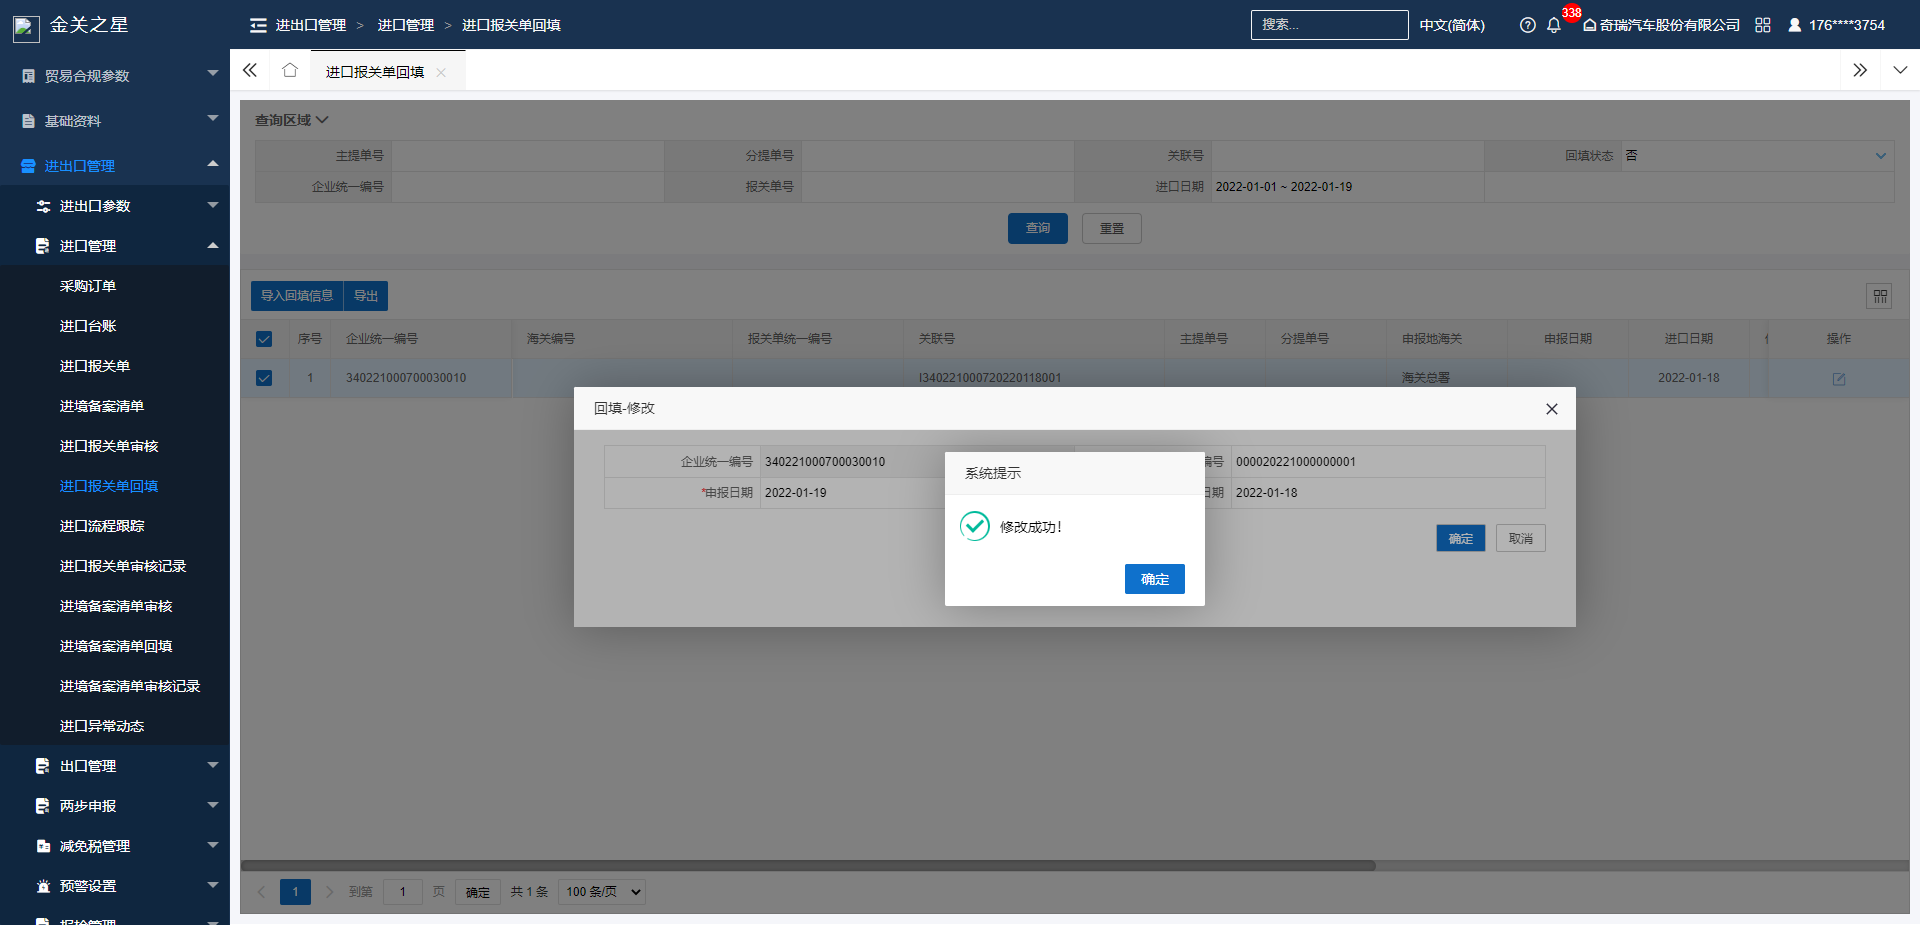 金关之星
进出口管理 > 进口管理 > 进口报关单回填
搜索...
中文(简体)
338
奇瑞汽车股份有限公司
176****3754
贸易合规参数
基础资料
进出口管理
进出口参数
进口管理
采购订单
进口台账
进口报关单
进境备案清单
进口报关单审核
进口报关单回填
进口流程跟踪
进口报关单审核记录
进境备案清单审核
进境备案清单回填
进境备案清单审核记录
进口异常动态
出口管理
两步申报
减免税管理
预警设置
进口报关单回填
查询区域
主提单号 分提单号 关联号 回填状态 否
企业统一编号 报关单号 进口日期 2022-01-01 ~ 2022-01-19
查询 重置
导入回填信息 导出
序号 企业统一编号 海关编号 报关单统一编号 关联号 主提单号 分提单号 申报地海关 申报日期 进口日期 操作
1 340221000700030010 I340221000720220118001 海关总署 2022-01-18
回填-修改
企业统一编号 340221000700030010 编号 000020221000000001
*申报日期 2022-01-19 日期 2022-01-18
确定 取消
系统提示
修改成功!
确定
1 到第 1 页 确定 共 1 条 100 条/页